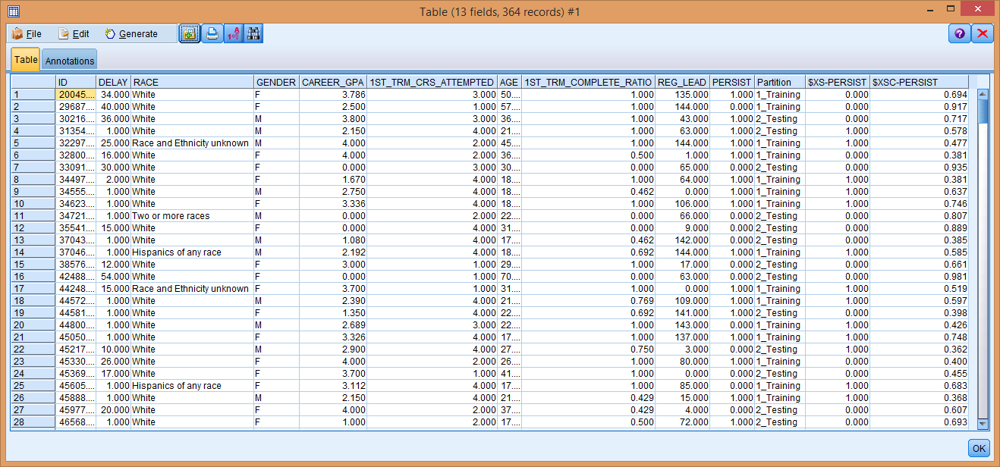 Table (13 fields, 364 records) #1
File Edit Generate
Table Annotations
ID DELAY RACE GENDER CAREER_GPA 1ST_TRM_CRS_ATTEMPTED AGE 1ST_TRM_COMPLETE_RATIO REG_LEAD PERSIST Partition $XS-PERSIST $XSC-PERSIST
1 20045.... 34.000 White F 3.786 3.000 50.... 1.000 135.000 1.000 1_Training 0.000 0.694
2 29687.... 40.000 White F 2.500 1.000 57.... 1.000 144.000 1.000 1_Training 0.000 0.917
3 30216.... 36.000 White M 3.800 3.000 36.... 1.000 43.000 1.000 2_Testing 0.000 0.717
4 31354.... 1.000 White M 2.150 4.000 21.... 1.000 63.000 1.000 2_Testing 0.000 0.578
5 32297.... 25.000 Race and Ethnicity unknown M 4.000 2.000 45.... 1.000 144.000 1.000 1_Training 1.000 0.477
6 32800.... 16.000 White F 4.000 2.000 36.... 0.500 1.000 1.000 1_Training 1.000 0.381
7 33091.... 30.000 White F 0.000 3.000 30.... 0.000 65.000 0.000 2_Testing 0.000 0.935
8 34497.... 2.000 White F 1.670 4.000 18.... 1.000 64.000 1.000 1_Training 1.000 0.381
9 34555.... 1.000 White M 2.750 4.000 18.... 0.462 0.000 0.000 1_Training 0.000 0.637
10 34623.... 1.000 White F 3.336 4.000 18.... 1.000 106.000 0.000 1_Training 0.000 0.746
11 34721.... 1.000 Two or more races M 0.000 2.000 22.... 0.000 66.000 0.000 2_Testing 0.000 0.807
12 35541.... 15.000 White F 0.000 4.000 31.... 0.000 9.000 0.000 2_Testing 0.000 0.889
13 37043.... 1.000 White M 1.080 4.000 17.... 0.462 142.000 0.000 2_Testing 1.000 0.385
14 37046.... 1.000 Hispanics of any race M 2.192 4.000 18.... 0.692 144.000 0.000 1_Training 0.000 0.585
15 38576.... 12.000 White F 3.000 1.000 29.... 1.000 17.000 0.000 2_Testing 0.000 0.661
16 42488.... 54.000 White F 0.000 1.000 70.... 0.000 63.000 0.000 2_Testing 0.000 0.981
17 44248.... 15.000 Race and Ethnicity unknown F 3.700 1.000 31.... 1.000 0.000 0.000 1_Training 1.000 0.519
18 44572.... 1.000 White M 2.390 4.000 21.... 0.769 109.000 0.000 1_Training 0.000 0.597
19 44581.... 1.000 White F 1.350 4.000 22.... 0.692 141.000 0.000 2_Testing 1.000 0.398
20 44800.... 1.000 White M 2.689 3.000 22.... 1.000 143.000 0.000 1_Training 1.000 0.426
21 45050.... 1.000 White F 3.326 4.000 17.... 1.000 137.000 0.000 1_Training 0.000 0.748
22 45217.... 10.000 White M 2.900 4.000 27.... 0.750 3.000 0.000 2_Testing 1.000 0.362
23 45330.... 26.000 White F 4.000 2.000 26.... 1.000 80.000 0.000 1_Training 0.000 0.400
24 45369.... 17.000 White F 3.700 1.000 41.... 1.000 0.000 0.000 2_Testing 0.000 0.455
25 45605.... 1.000 Hispanics of any race F 3.112 4.000 17.... 1.000 85.000 0.000 1_Training 0.000 0.683
26 45888.... 1.000 White M 2.150 4.000 21.... 0.429 15.000 0.000 1_Training 1.000 0.368
27 45977.... 20.000 White F 4.000 2.000 37.... 0.429 4.000 0.000 2_Testing 0.000 0.607
28 46568.... 1.000 White F 1.000 2.000 17.... 0.500 72.000 1.000 2_Testing 0.000 0.693
OK